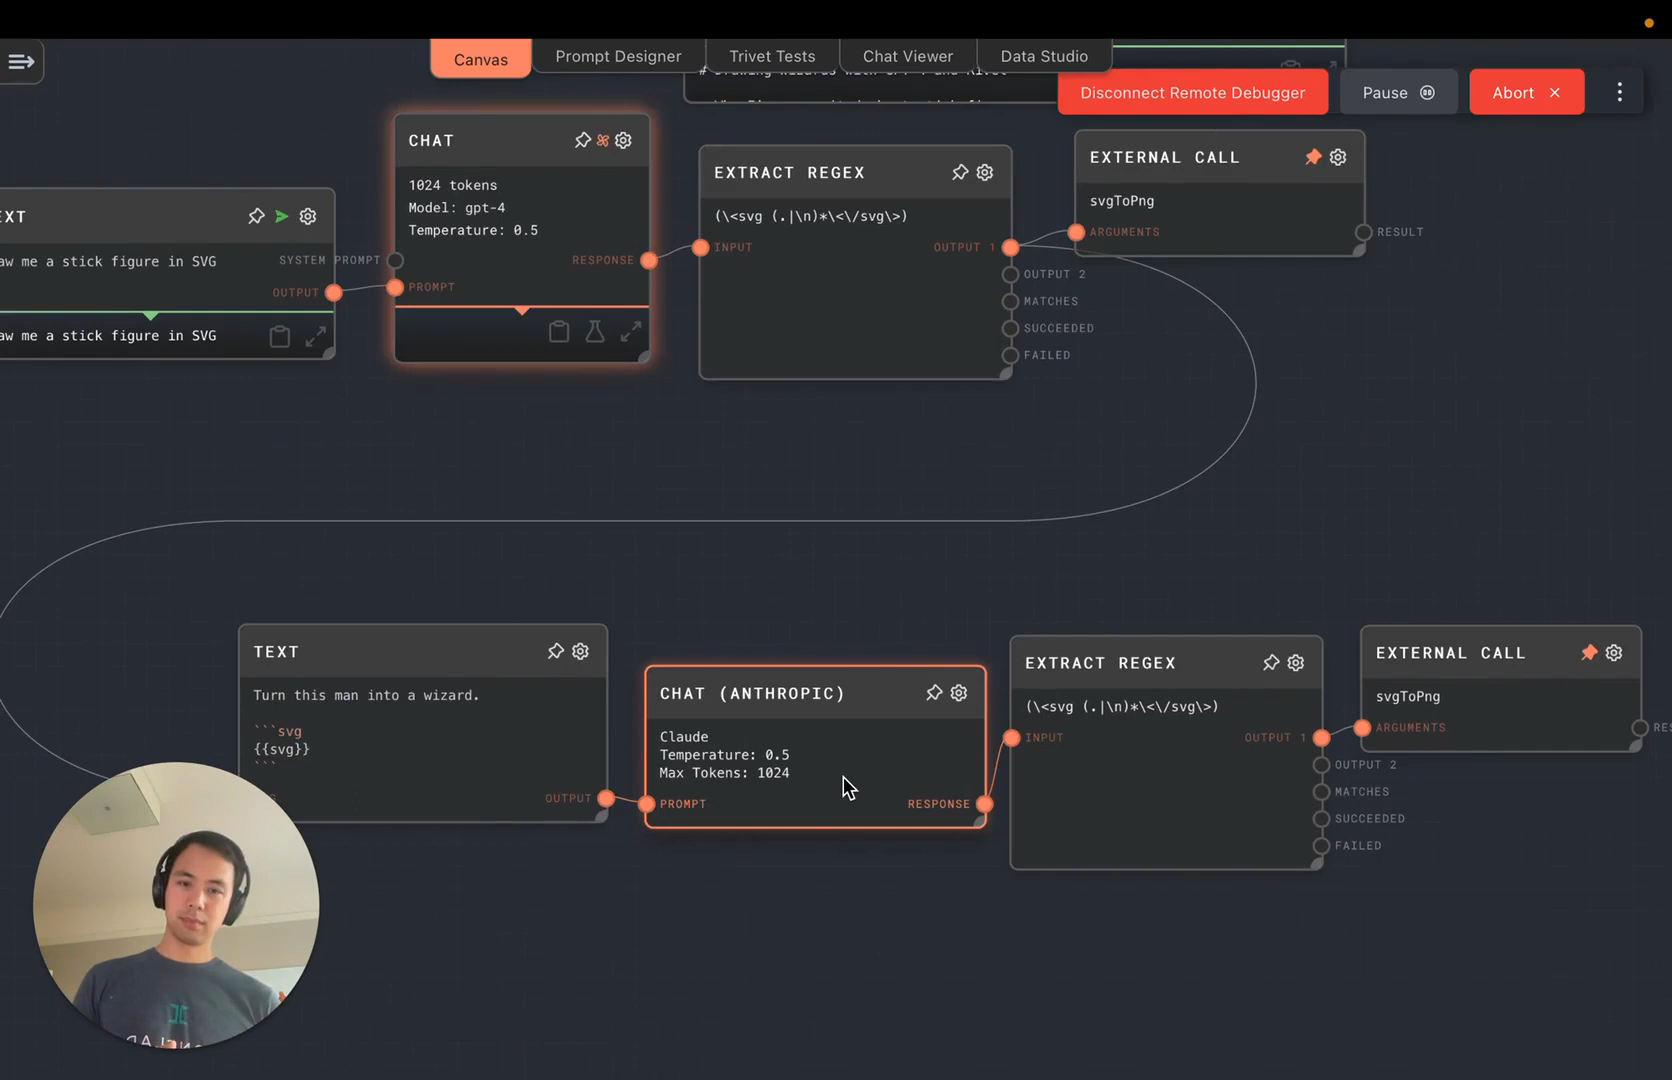 Canvas
Prompt Designer
Trivet Tests
Chat Viewer
Data Studio
Disconnect Remote Debugger
Pause
Abort
EXT
aw me a stick figure in SVG
OUTPUT
aw me a stick figure in SVG
CHAT
1024 tokens
Model: gpt-4
Temperature: 0.5
SYSTEM PROMPT
RESPONSE
PROMPT
EXTRACT REGEX
(\<svg (.|\n)*\<\/svg\>)
INPUT
OUTPUT 1
OUTPUT 2
MATCHES
SUCCEEDED
FAILED
EXTERNAL CALL
svgToPng
ARGUMENTS
RESULT
TEXT
Turn this man into a wizard.
```svg
{{svg}}
```
OUTPUT
CHAT (ANTHROPIC)
Claude
Temperature: 0.5
Max Tokens: 1024
PROMPT
RESPONSE
EXTRACT REGEX
(\<svg (.|\n)*\<\/svg\>)
INPUT
OUTPUT 1
OUTPUT 2
MATCHES
SUCCEEDED
FAILED
EXTERNAL CALL
svgToPng
ARGUMENTS
RES